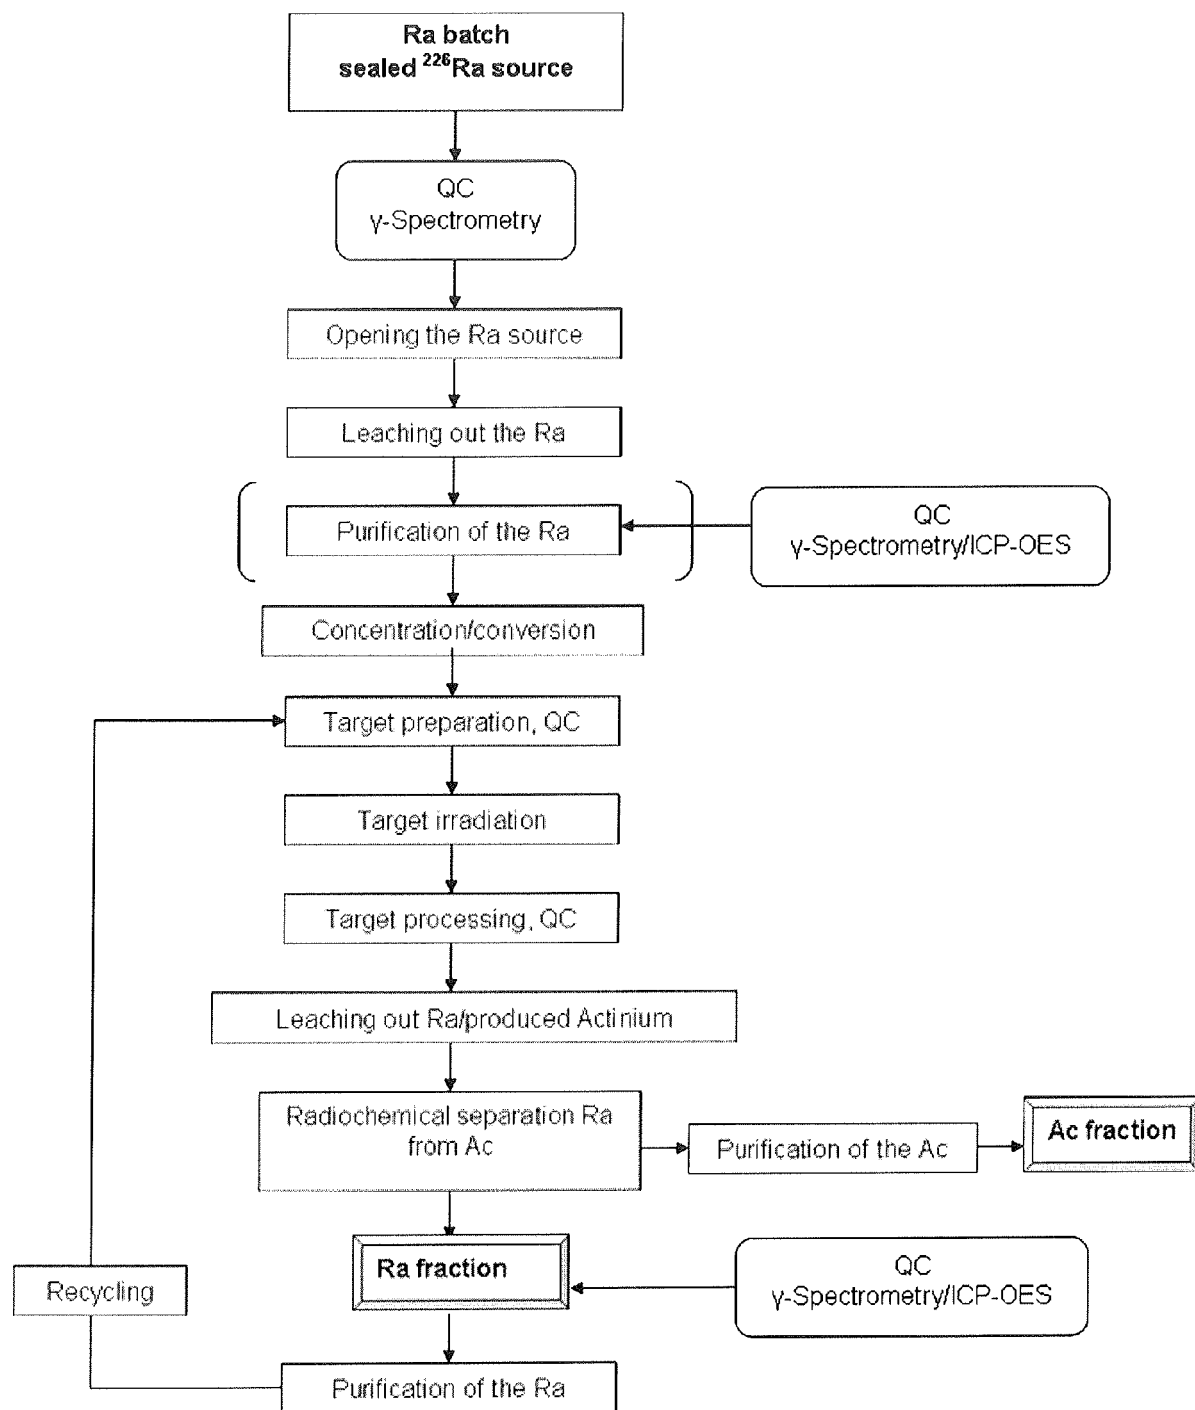 Ra batch
sealed ²²⁶Ra source
QC
γ-Spectrometry
Opening the Ra source
Leaching out the Ra
Purification of the Ra
QC
γ-Spectrometry/ICP-OES
Concentration/conversion
Target preparation, QC
Target irradiation
Target processing, QC
Leaching out Ra/produced Actinium
Radiochemical separation Ra
from Ac
Purification of the Ac
Ac fraction
Ra fraction
QC
γ-Spectrometry/ICP-OES
Recycling
Purification of the Ra